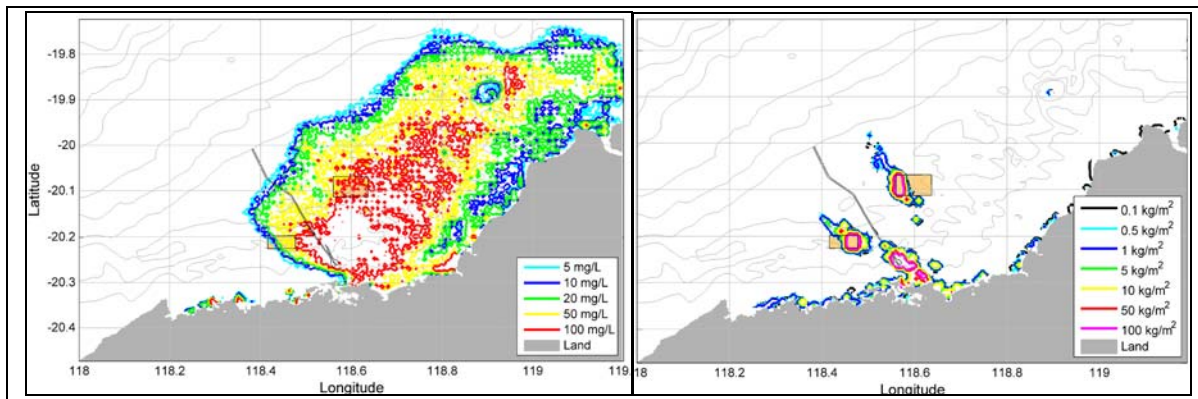 -19.8
-19.9
-20
-20.1
-20.2
-20.3
-20.4
Latitude
118
118.2
118.4
118.6
118.8
119
Longitude
5 mg/L
10 mg/L
20 mg/L
50 mg/L
100 mg/L
Land
118.2
118.4
118.6
118.8
119
Longitude
0.1 kg/m²
0.5 kg/m²
1 kg/m²
5 kg/m²
10 kg/m²
50 kg/m²
100 kg/m²
Land